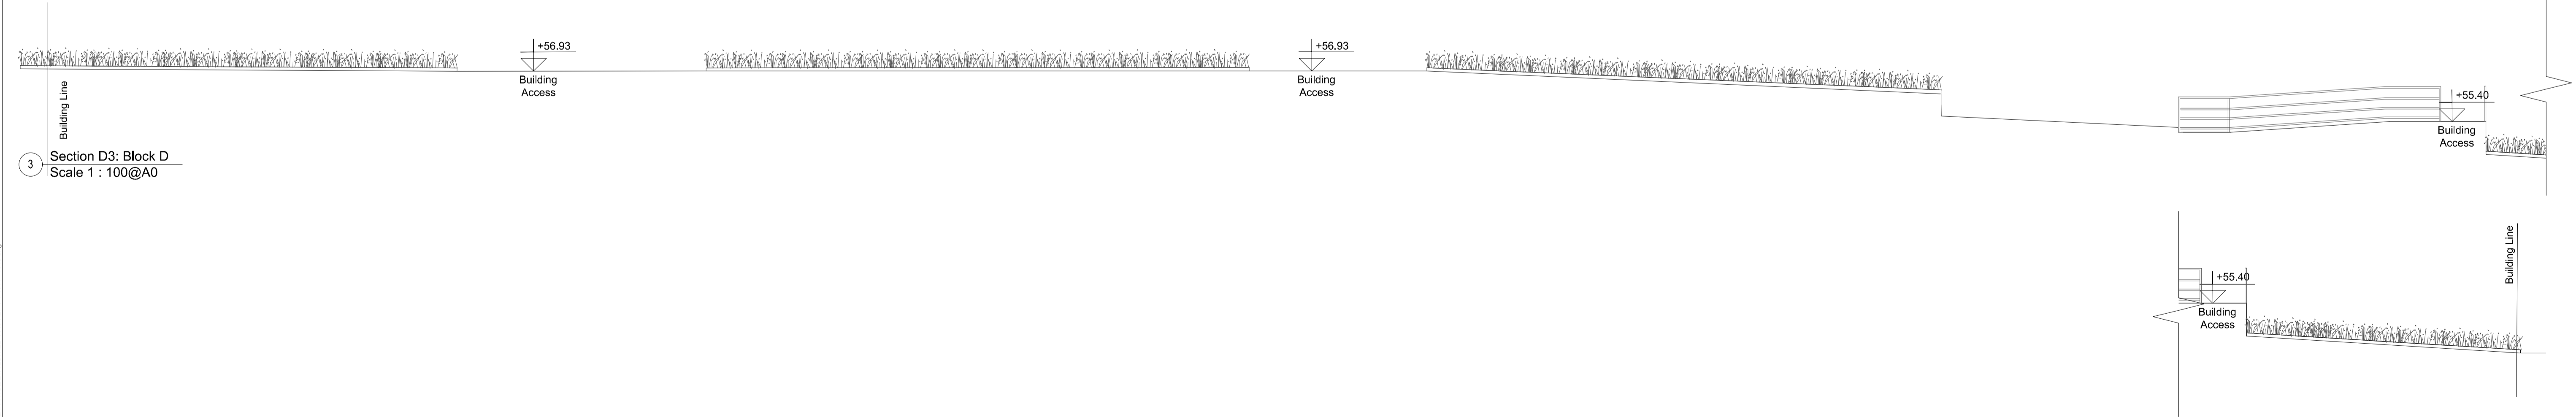 +56.93
Building
Access
+56.93
Building
Access
+55.40
Building
Access
Building Line
3
Section D3: Block D
Scale 1 : 100@A0
Building Line
+55.40
Building
Access